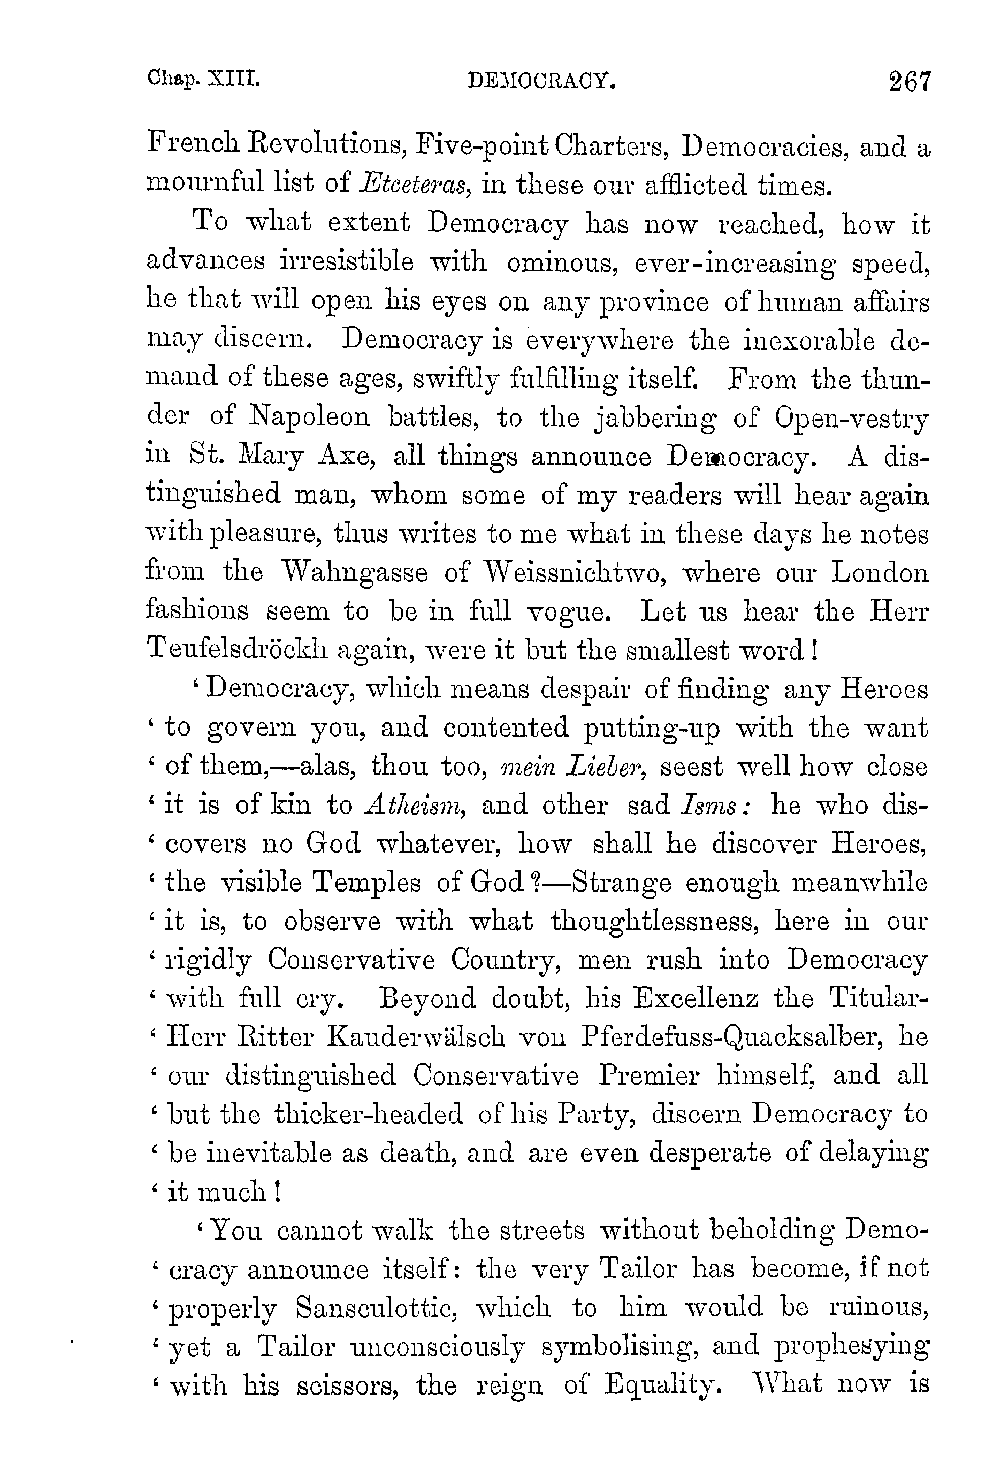 Chap. XIII. DEMOCRACY. 267
French Revolutions, Five-point Charters, Democracies, and a
mournful list of Etceteras, in these our afflicted times.
To what extent Democracy has now reached, how it
advances irresistible with ominous, ever-increasing speed,
he that will open his eyes on any province of human affairs
may discern. Democracy is everywhere the inexorable de-
mand of these ages, swiftly fulfilling itself. From the thun-
der of Napoleon battles, to the jabbering of Open-vestry
in St. Mary Axe, all things announce Democracy. A dis-
tinguished man, whom some of my readers will hear again
with pleasure, thus writes to me what in these days he notes
from the Wahngasse of Weissnichtwo, where our London
fashions seem to be in full vogue. Let us hear the Herr
Teufelsdröckh again, were it but the smallest word!
‘Democracy, which means despair of finding any Heroes
‘to govern you, and contented putting-up with the want
‘of them,—alas, thou too, mein Lieber, seest well how close
‘it is of kin to Atheism, and other sad Isms: he who dis-
‘covers no God whatever, how shall he discover Heroes,
‘the visible Temples of God?—Strange enough meanwhile
‘it is, to observe with what thoughtlessness, here in our
‘rigidly Conservative Country, men rush into Democracy
‘with full cry. Beyond doubt, his Excellenz the Titular-
‘Herr Ritter Kauderwälsch von Pferdefuss-Quacksalber, he
‘our distinguished Conservative Premier himself, and all
‘but the thicker-headed of his Party, discern Democracy to
‘be inevitable as death, and are even desperate of delaying
‘it much!
‘You cannot walk the streets without beholding Demo-
‘cracy announce itself: the very Tailor has become, if not
‘properly Sansculottic, which to him would be ruinous,
‘yet a Tailor unconsciously symbolising, and prophesying
‘with his scissors, the reign of Equality. What now is